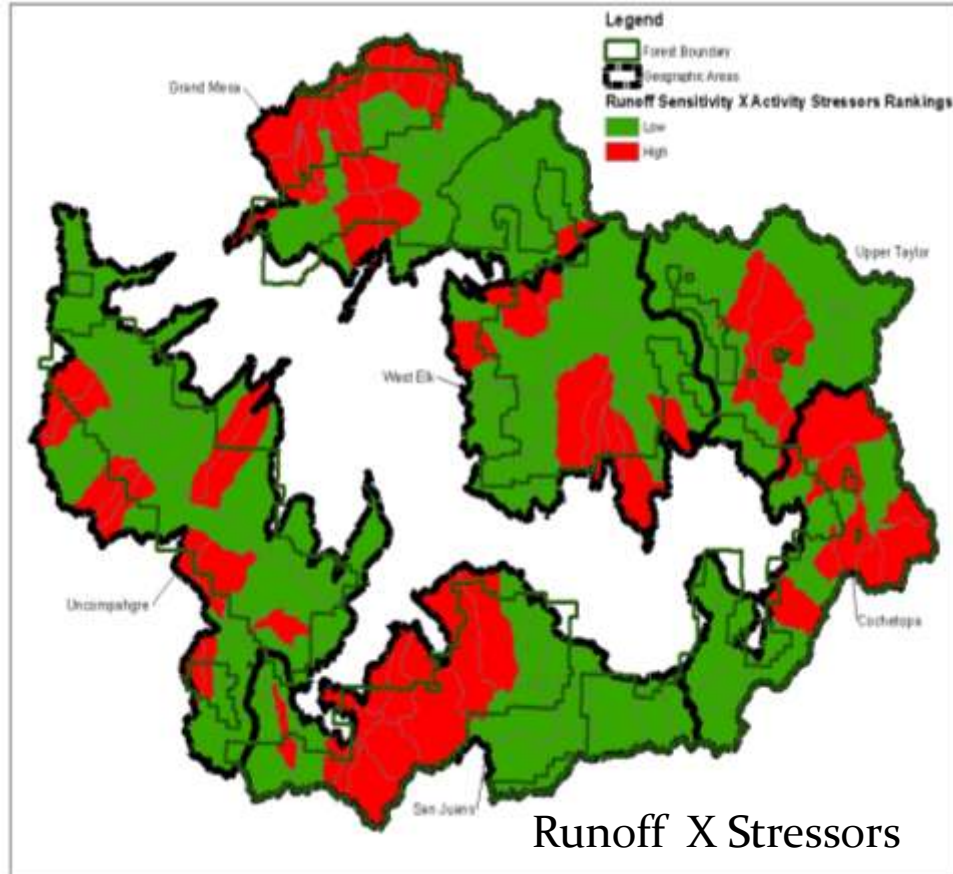 Legend
Forest Boundary
Geographic Areas
Runoff Sensitivity X Activity Stressors Rankings
Low
High
Grand Mesa
Upper Taylor
West Elk
Uncompahgre
Cochetopa
San Juans
Runoff X Stressors